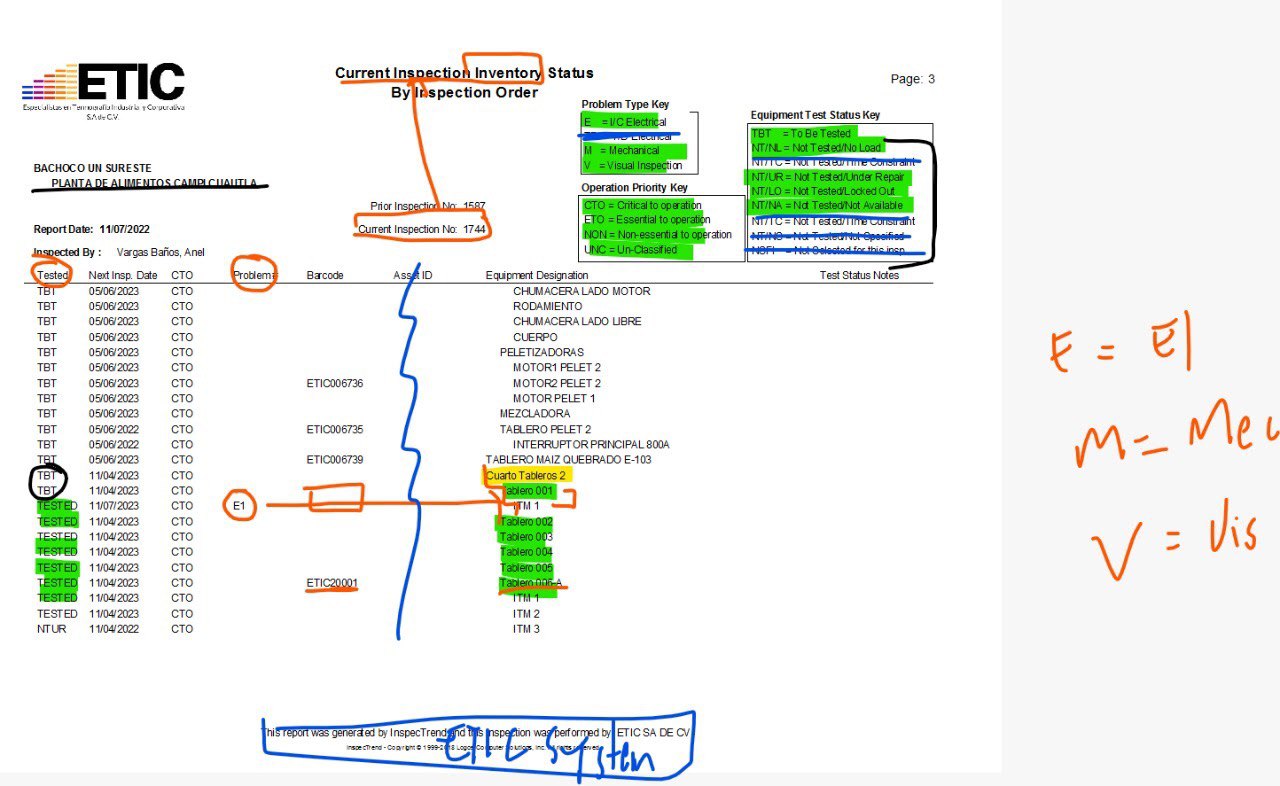 ETIC
Especialistas en Termografía Industrial y Corporativa
S.A de C.V.
Current Inspection Inventory Status
By Inspection Order
Page: 3
Problem Type Key
E = I/C Electrical
Electrical
M = Mechanical
V = Visual Inspection
Operation Priority Key
CTO = Critical to operation
ETO = Essential to operation
NON = Non-essential to operation
UNC = Un-Classified
Equipment Test Status Key
TBT = To Be Tested
NT/NL = Not Tested/No Load
NT/TC = Not Tested/Time Constraint
NT/UR = Not Tested/Under Repair
NT/LO = Not Tested/Locked Out
NT/NA = Not Tested/Not Available
NT/TC = Not Tested/Time Constraint
NT/NS = Not Tested/Not Specified
NSFI = Not Selected for this insp.
BACHOCO UN SURESTE
PLANTA DE ALIMENTOS CAMPI CUAUTLA
Prior Inspection No: 1587
Report Date: 11/07/2022 Current Inspection No: 1744
Inspected By : Vargas Baños, Anel
Tested Next Insp. Date CTO Problem# Barcode Asset ID Equipment Designation Test Status Notes
TBT 05/06/2023 CTO CHUMACERA LADO MOTOR
TBT 05/06/2023 CTO RODAMIENTO
TBT 05/06/2023 CTO CHUMACERA LADO LIBRE
TBT 05/06/2023 CTO CUERPO
TBT 05/06/2023 CTO PELETIZADORAS
TBT 05/06/2023 CTO MOTOR1 PELET 2
TBT 05/06/2023 CTO ETIC006736 MOTOR2 PELET 2
TBT 05/06/2023 CTO MOTOR PELET 1
TBT 05/06/2023 CTO MEZCLADORA
TBT 05/06/2022 CTO ETIC006735 TABLERO PELET 2
TBT 05/06/2022 CTO INTERRUPTOR PRINCIPAL 800A
TBT 05/06/2023 CTO ETIC006739 TABLERO MAIZ QUEBRADO E-103
TBT 11/04/2023 CTO Cuarto Tableros 2
TBT 11/04/2023 CTO Tablero 001
TESTED 11/07/2023 CTO E1 ITM 1
TESTED 11/04/2023 CTO Tablero 002
TESTED 11/04/2023 CTO Tablero 003
TESTED 11/04/2023 CTO Tablero 004
TESTED 11/04/2023 CTO Tablero 005
TESTED 11/04/2023 CTO ETIC20001 Tablero 006-A
TESTED 11/04/2023 CTO ITM 1
TESTED 11/04/2023 CTO ITM 2
NTUR 11/04/2022 CTO ITM 3
E = El
M = Mec
V = Vis
This report was generated by InspecTrend and this inspection was performed by ETIC SA DE CV
InspecTrend - Copyright © 1999-2018 Logos Computer Solutions, Inc. All rights reserved.
ETIC System